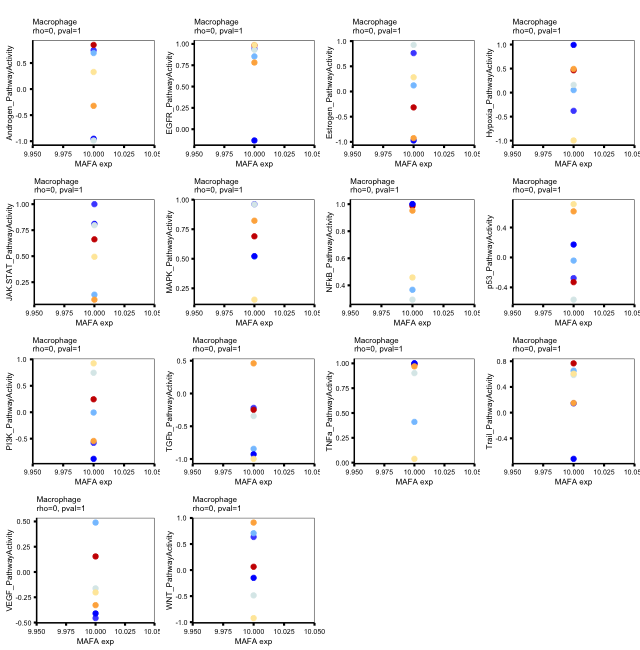 Macrophage
rho=0, pval=1
Androgen_PathwayActivity
0.5
0.0
-0.5
-1.0
9.950 9.975 10.000 10.025 10.05
MAFA exp
Macrophage
rho=0, pval=1
EGFR_PathwayActivity
1.00
0.75
0.50
0.25
0.00
9.950 9.975 10.000 10.025 10.05
MAFA exp
Macrophage
rho=0, pval=1
Estrogen_PathwayActivity
1.0
0.5
0.0
-0.5
-1.0
9.950 9.975 10.000 10.025 10.05
MAFA exp
Macrophage
rho=0, pval=1
Hypoxia_PathwayActivity
1.0
0.5
0.0
-0.5
-1.0
9.950 9.975 10.000 10.025 10.05
MAFA exp
Macrophage
rho=0, pval=1
JAK.STAT_PathwayActivity
1.00
0.75
0.50
0.25
9.950 9.975 10.000 10.025 10.05
MAFA exp
Macrophage
rho=0, pval=1
MAPK_PathwayActivity
1.00
0.75
0.50
0.25
9.950 9.975 10.000 10.025 10.05
MAFA exp
Macrophage
rho=0, pval=1
NFkB_PathwayActivity
1.0
0.8
0.6
0.4
9.950 9.975 10.000 10.025 10.05
MAFA exp
Macrophage
rho=0, pval=1
p53_PathwayActivity
0.4
0.0
-0.4
9.950 9.975 10.000 10.025 10.05
MAFA exp
Macrophage
rho=0, pval=1
PI3K_PathwayActivity
1.0
0.5
0.0
-0.5
9.950 9.975 10.000 10.025 10.05
MAFA exp
Macrophage
rho=0, pval=1
TGFb_PathwayActivity
0.5
0.0
-0.5
-1.0
9.950 9.975 10.000 10.025 10.05
MAFA exp
Macrophage
rho=0, pval=1
TNFa_PathwayActivity
1.00
0.75
0.50
0.25
0.00
9.950 9.975 10.000 10.025 10.05
MAFA exp
Macrophage
rho=0, pval=1
Trail_PathwayActivity
0.8
0.4
0.0
-0.4
9.950 9.975 10.000 10.025 10.05
MAFA exp
Macrophage
rho=0, pval=1
VEGF_PathwayActivity
0.50
0.25
0.00
-0.25
-0.50
9.950 9.975 10.000 10.025 10.05
MAFA exp
Macrophage
rho=0, pval=1
WNT_PathwayActivity
1.0
0.5
0.0
-0.5
-1.0
9.950 9.975 10.000 10.025 10.050
MAFA exp